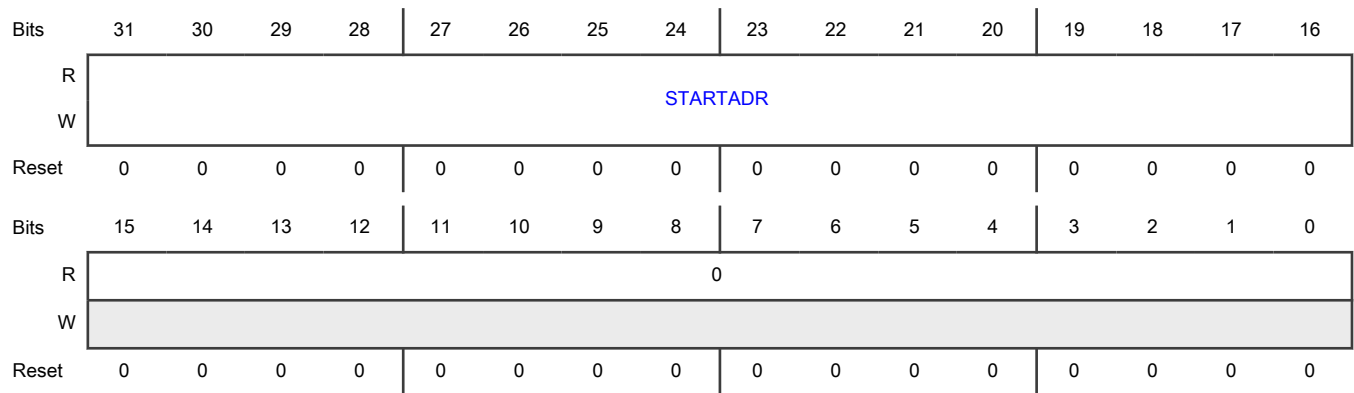 Bits 31 30 29 28 27 26 25 24 23 22 21 20 19 18 17 16
R
STARTADR
W
Reset 0 0 0 0 0 0 0 0 0 0 0 0 0 0 0 0
Bits 15 14 13 12 11 10 9 8 7 6 5 4 3 2 1 0
R 0
W
Reset 0 0 0 0 0 0 0 0 0 0 0 0 0 0 0 0